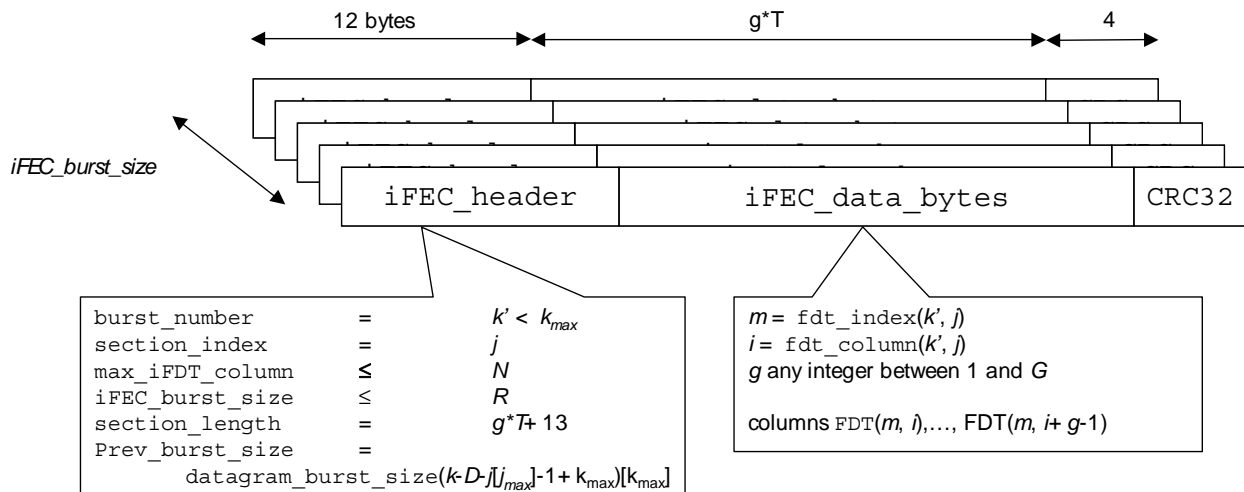 12 bytes g*T 4
iFEC_burst_size
iFEC_header iFEC_data_bytes CRC32
burst_number = k' < kmax
section_index = j
max_iFDT_column ≤ N
iFEC_burst_size ≤ R
section_length = g*T+ 13
Prev_burst_size =
datagram_burst_size(k-D-j[jmax]-1+ kmax)[kmax]
m = fdt_index(k', j)
i = fdt_column(k', j)
g any integer between 1 and G
columns FDT(m, i),…, FDT(m, i+ g-1)